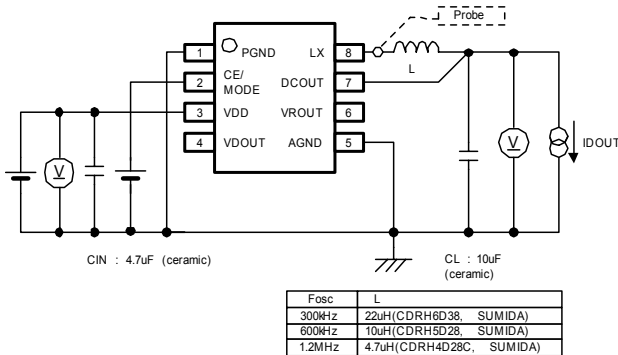 Probe
1 PGND LX 8
L
2 CE/
MODE DCOUT 7
3 VDD VROUT 6
4 VDOUT AGND 5
V
V
IDOUT
CIN : 4.7uF (ceramic)
CL : 10uF
(ceramic)
Fosc L
300kHz 22uH(CDRH6D38, SUMIDA)
600kHz 10uH(CDRH5D28, SUMIDA)
1.2MHz 4.7uH(CDRH4D28C, SUMIDA)